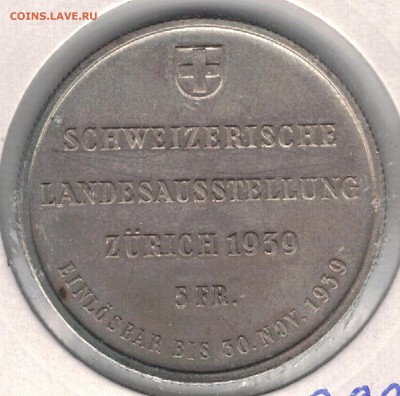 COINS.LAVE.RU
SCHWEIZERISCHE
LANDESAUSSTELLUNG
ZÜRICH 1939
5 FR.
EINLÖSBAR BIS 30. NOV. 1939